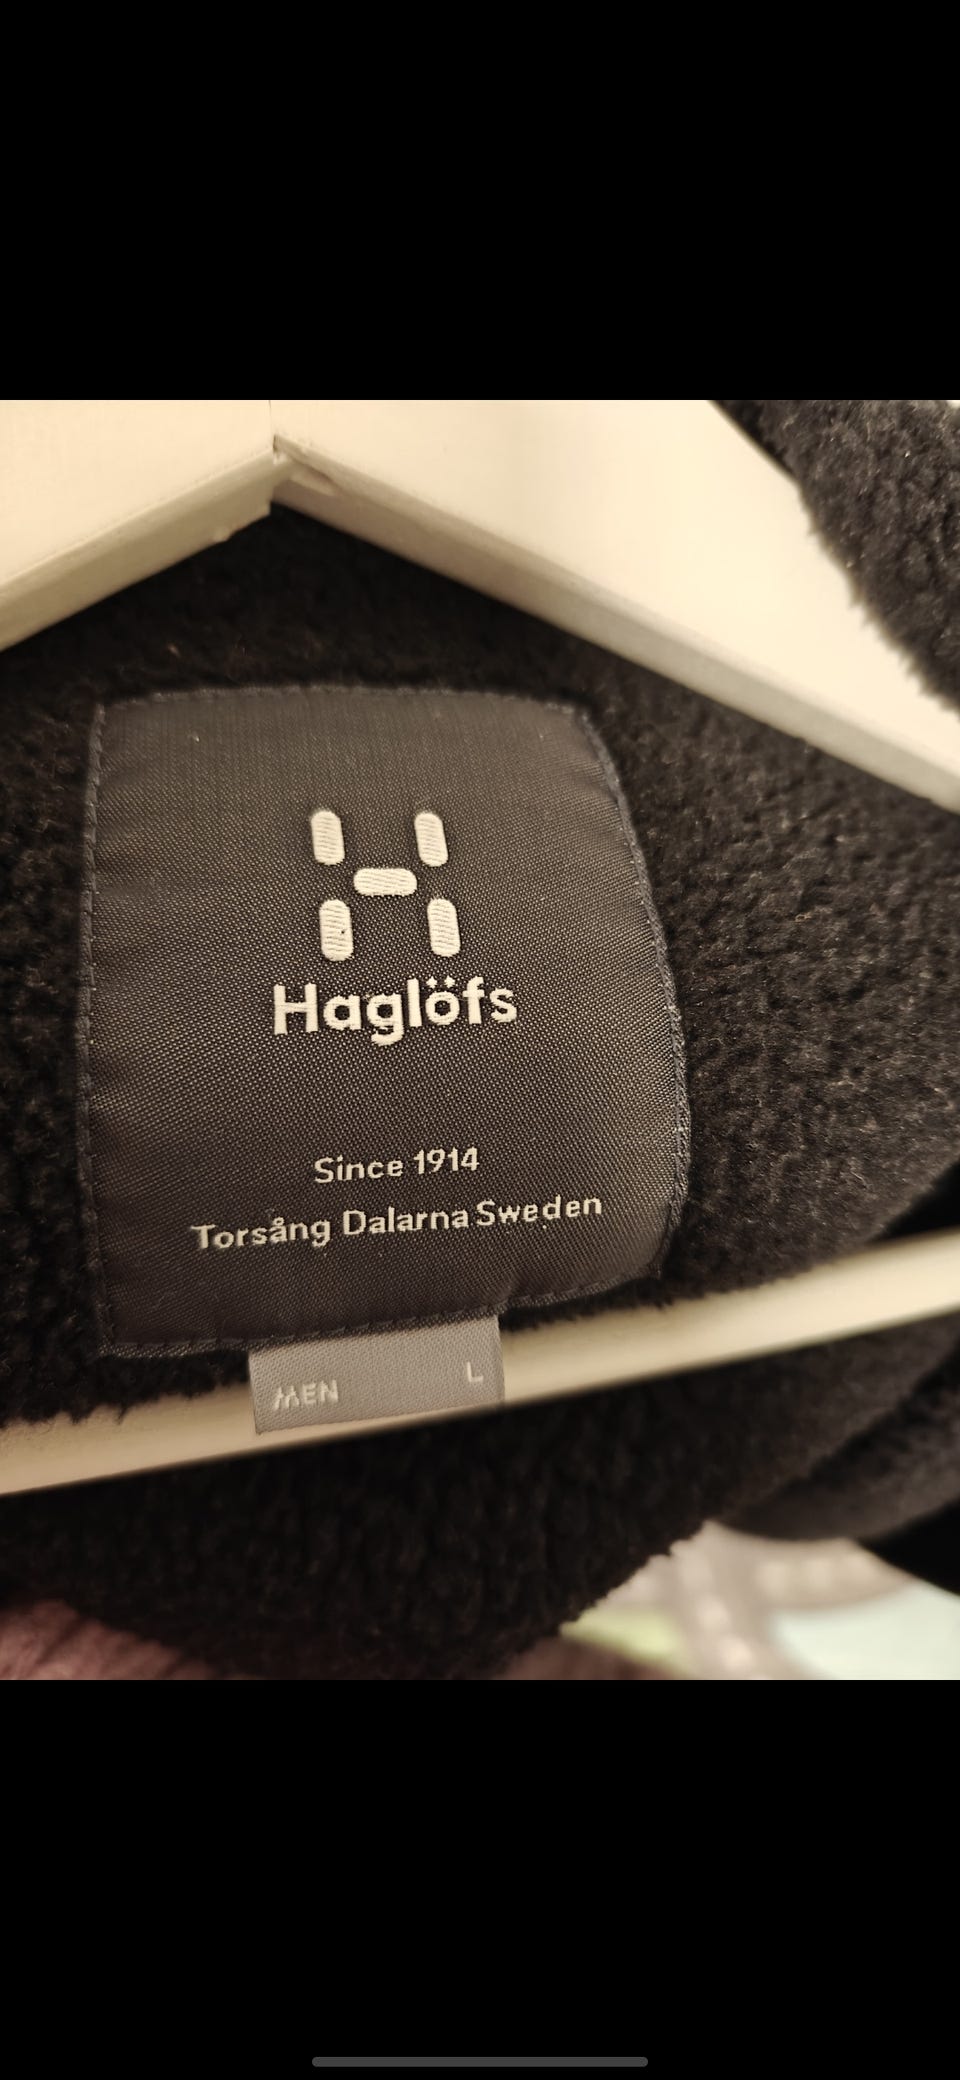 Haglöfs
Since 1914
Torsång Dalarna Sweden
MEN L